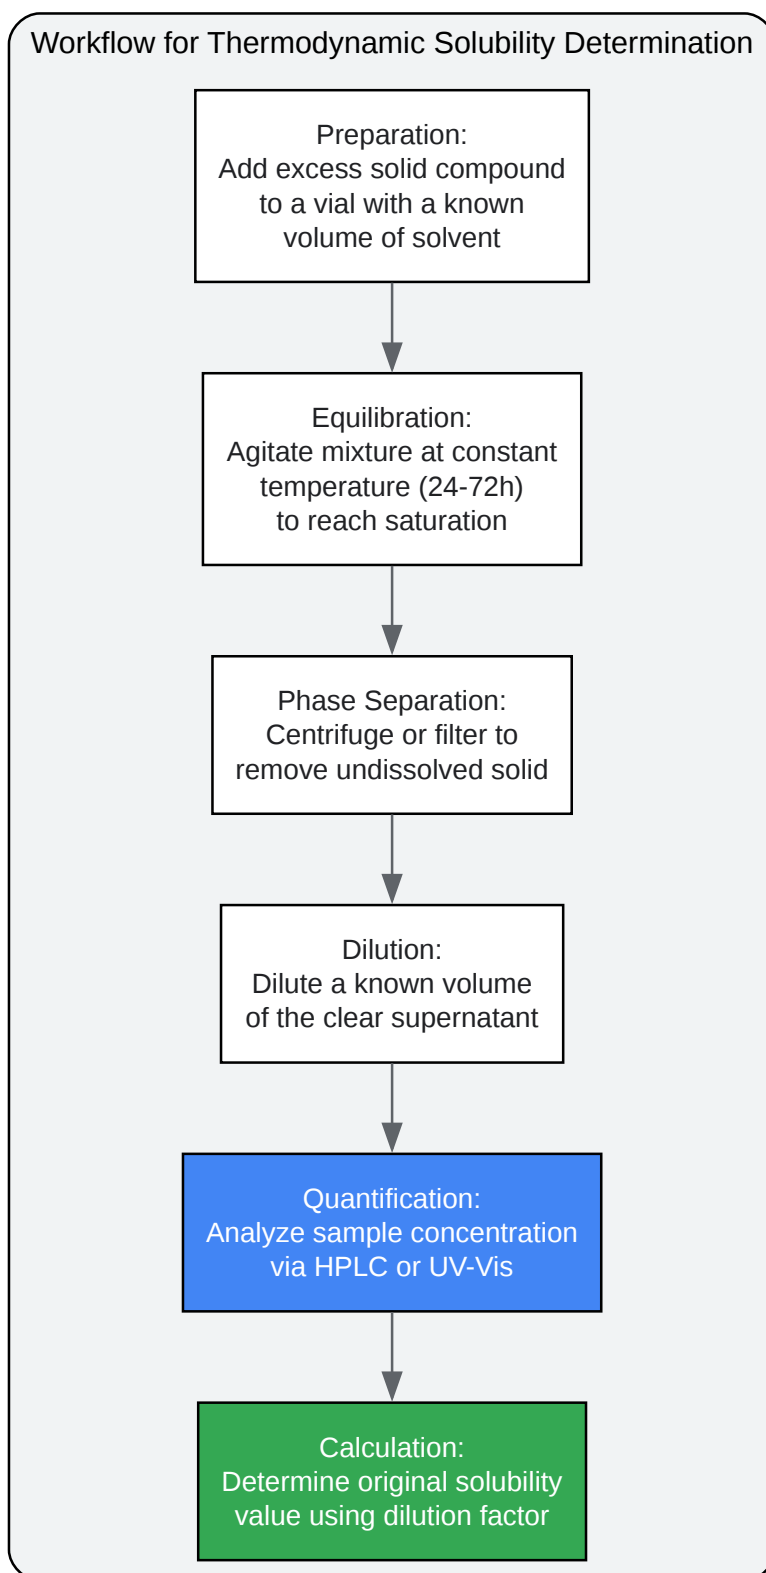 Workflow for Thermodynamic Solubility Determination
Preparation:
Add excess solid compound
to a vial with a known
volume of solvent
Equilibration:
Agitate mixture at constant
temperature (24-72h)
to reach saturation
Phase Separation:
Centrifuge or filter to
remove undissolved solid
Dilution:
Dilute a known volume
of the clear supernatant
Quantification:
Analyze sample concentration
via HPLC or UV-Vis
Calculation:
Determine original solubility
value using dilution factor